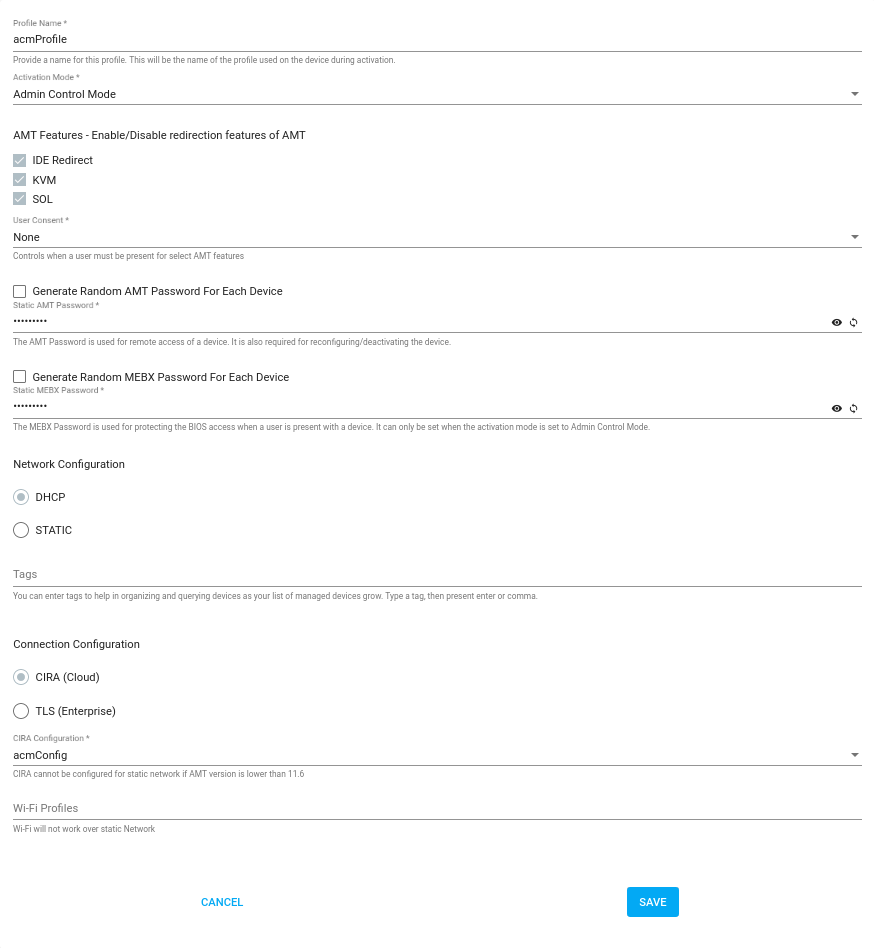 Profile Name *
acmProfile
Provide a name for this profile. This will be the name of the profile used on the device during activation.
Activation Mode *
Admin Control Mode
AMT Features - Enable/Disable redirection features of AMT
IDE Redirect
KVM
SOL
User Consent *
None
Controls when a user must be present for select AMT features
Generate Random AMT Password For Each Device
Static AMT Password *
•••••••••
The AMT Password is used for remote access of a device. It is also required for reconfiguring/deactivating the device.
Generate Random MEBX Password For Each Device
Static MEBX Password *
•••••••••
The MEBX Password is used for protecting the BIOS access when a user is present with a device. It can only be set when the activation mode is set to Admin Control Mode.
Network Configuration
DHCP
STATIC
Tags
You can enter tags to help in organizing and querying devices as your list of managed devices grow. Type a tag, then present enter or comma.
Connection Configuration
CIRA (Cloud)
TLS (Enterprise)
CIRA Configuration *
acmConfig
CIRA cannot be configured for static network if AMT version is lower than 11.6
Wi-Fi Profiles
Wi-Fi will not work over static Network
CANCEL
SAVE